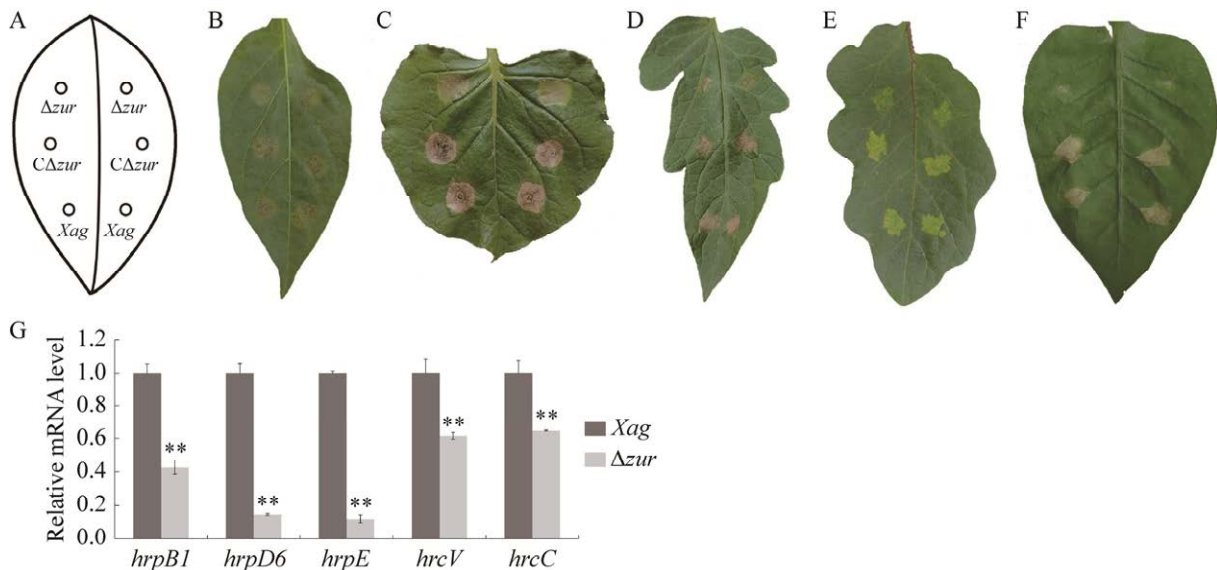 A
B
C
D
E
F
Δzur
Δzur
CΔzur
CΔzur
Xag
Xag
G
Relative mRNA level
1.2
1.0
0.8
0.6
0.4
0.2
0.0
**
**
**
**
**
hrpB1
hrpD6
hrpE
hrcV
hrcC
Xag
Δzur